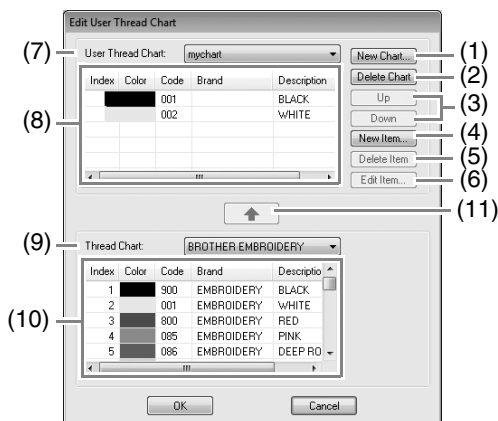 Edit User Thread Chart
(7) User Thread Chart: mychart New Chart... (1)
Delete Chart (2)
Index Color Code Brand Description
001 BLACK Up
(3)
002 WHITE Down
(8)
New Item... (4)
Delete Item (5)
Edit Item... (6)
(11)
(9) Thread Chart: BROTHER EMBROIDERY
Index Color Code Brand Descriptio
1 900 EMBROIDERY BLACK
2 001 EMBROIDERY WHITE
(10) 3 800 EMBROIDERY RED
4 085 EMBROIDERY PINK
5 086 EMBROIDERY DEEP RO
OK Cancel